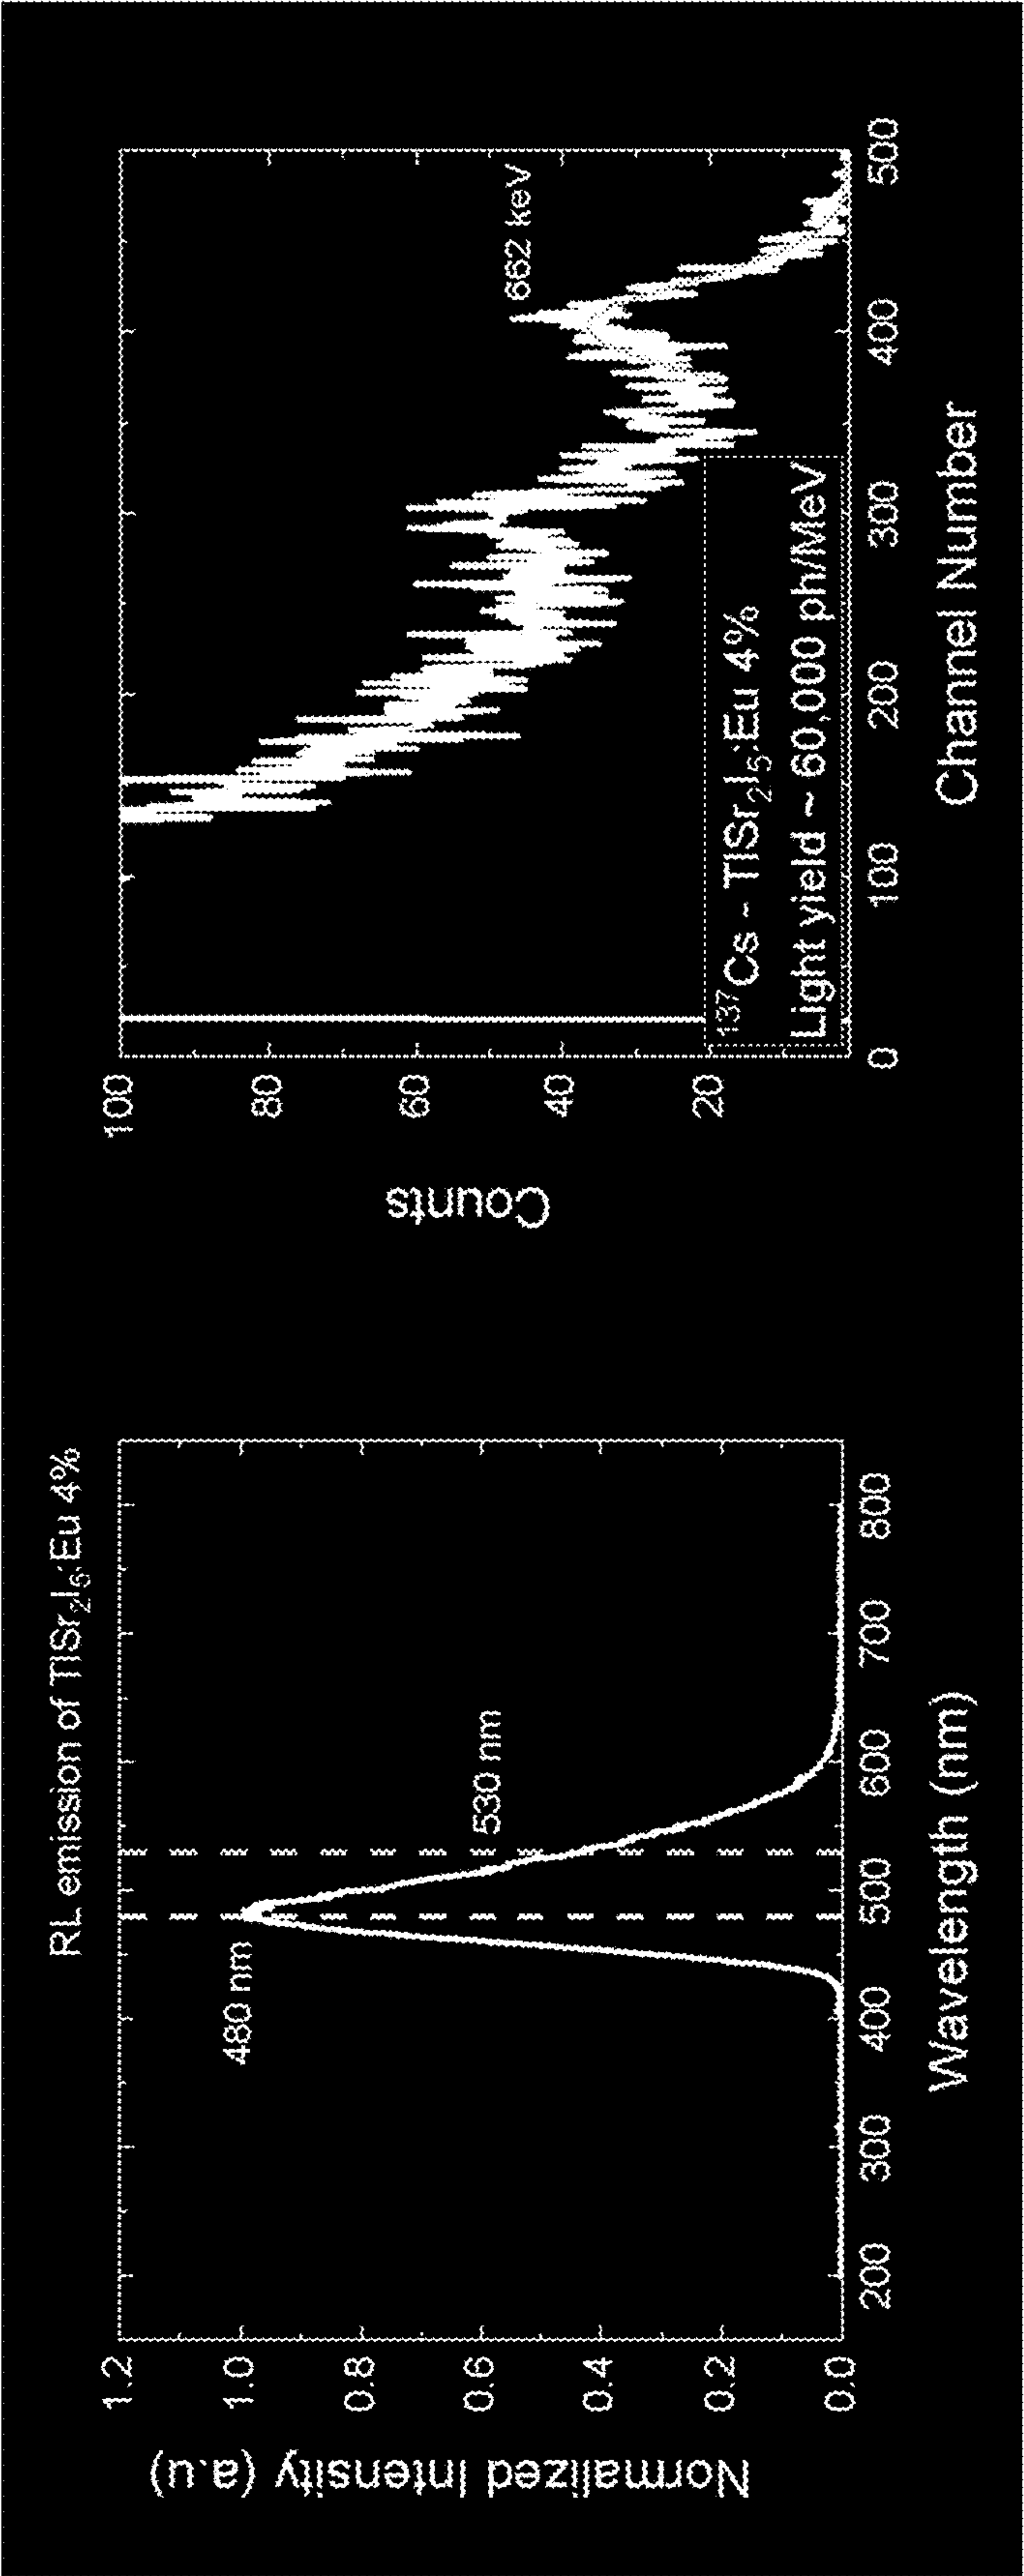 RL emission of TlSr2I5:Eu 4%
Normalized Intensity (a.u)
1.2
1.0
0.8
0.6
0.4
0.2
0.0
480 nm
530 nm
200 300 400 500 600 700 800
Wavelength (nm)
Counts
100
80
60
40
20
662 keV
137Cs - TlSr2I5:Eu 4%
Light yield ~ 60,000 ph/MeV
0 100 200 300 400 500
Channel Number